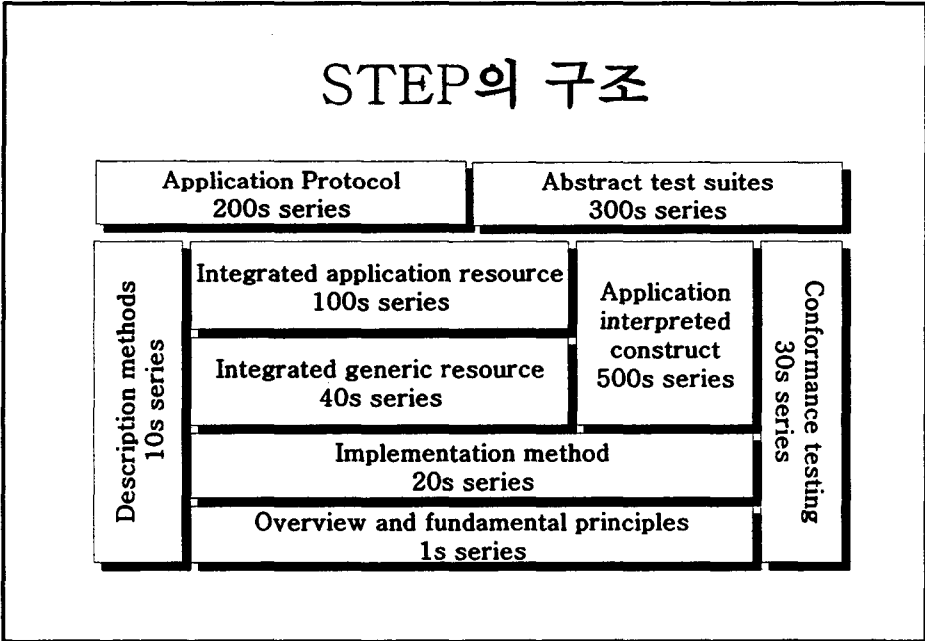 STEP의 구조
Application Protocol
200s series
Abstract test suites
300s series
Description methods
10s series
Integrated application resource
100s series
Integrated generic resource
40s series
Application
interpreted
construct
500s series
Conformance testing
30s series
Implementation method
20s series
Overview and fundamental principles
1s series